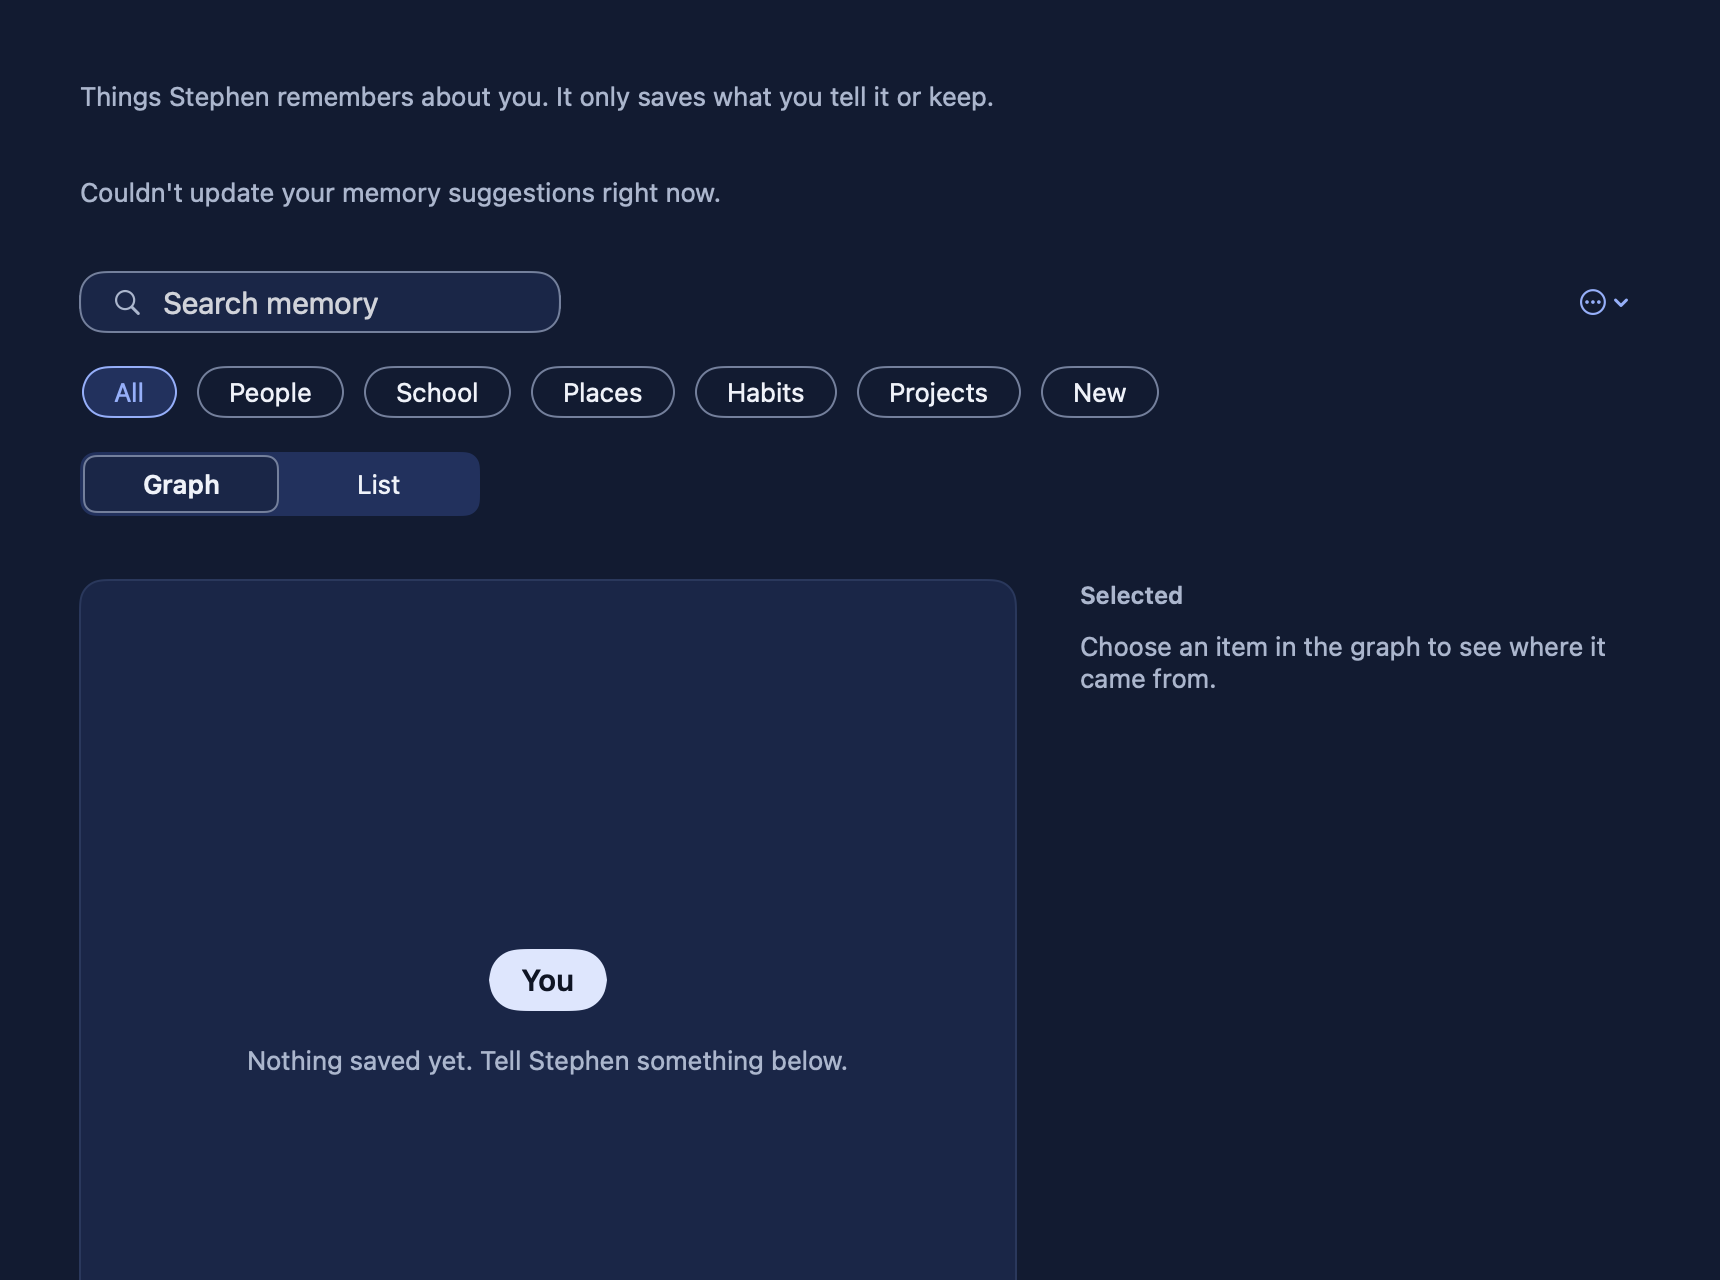 Things Stephen remembers about you. It only saves what you tell it or keep.
Couldn't update your memory suggestions right now.
Search memory
All
People
School
Places
Habits
Projects
New
Graph
List
Selected
Choose an item in the graph to see where it
came from.
You
Nothing saved yet. Tell Stephen something below.